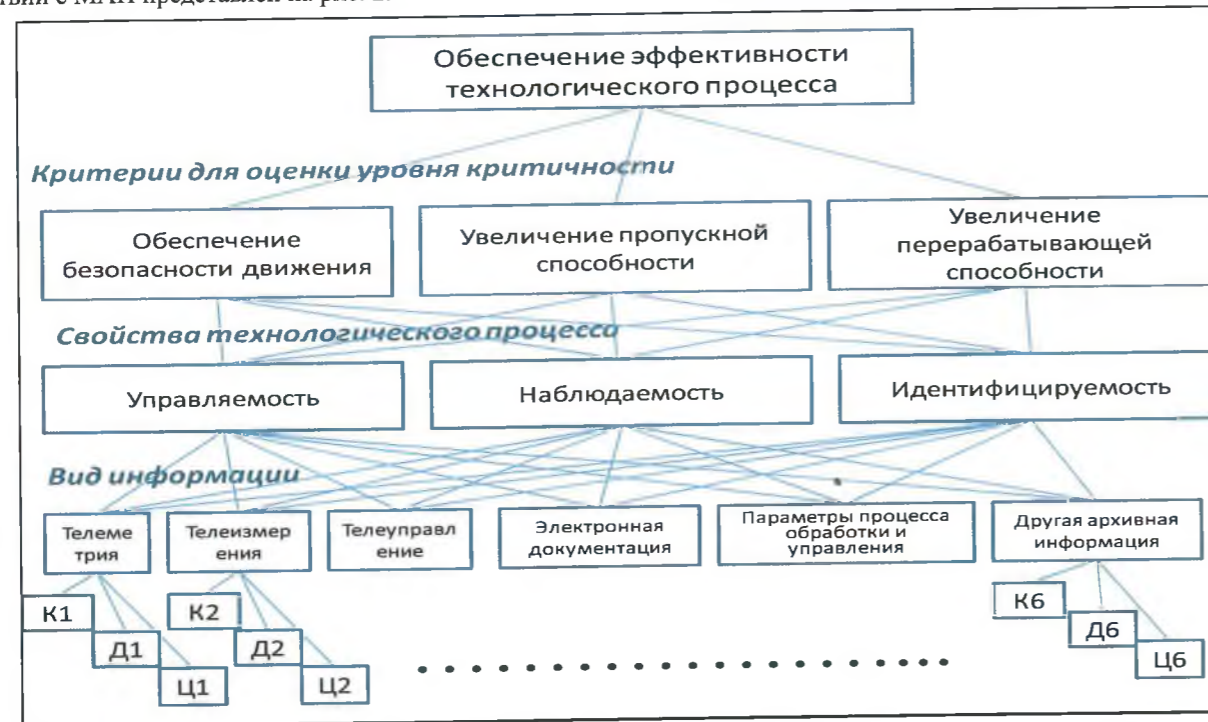 Обеспечение эффективности
технологического процесса
Критерии для оценки уровня критичности
Обеспечение
безопасности движения
Увеличение пропускной
способности
Увеличение
перерабатывающей
способности
Свойства технологического процесса
Управляемость
Наблюдаемость
Идентифицируемость
Вид информации
Телеме
трия
Телеизмер
ения
Телеуправл
ение
Электронная
документация
Параметры процесса
обработки и
управления
Другая архивная
информация
К1
Д1
Ц1
К2
Д2
Ц2
К6
Д6
Ц6